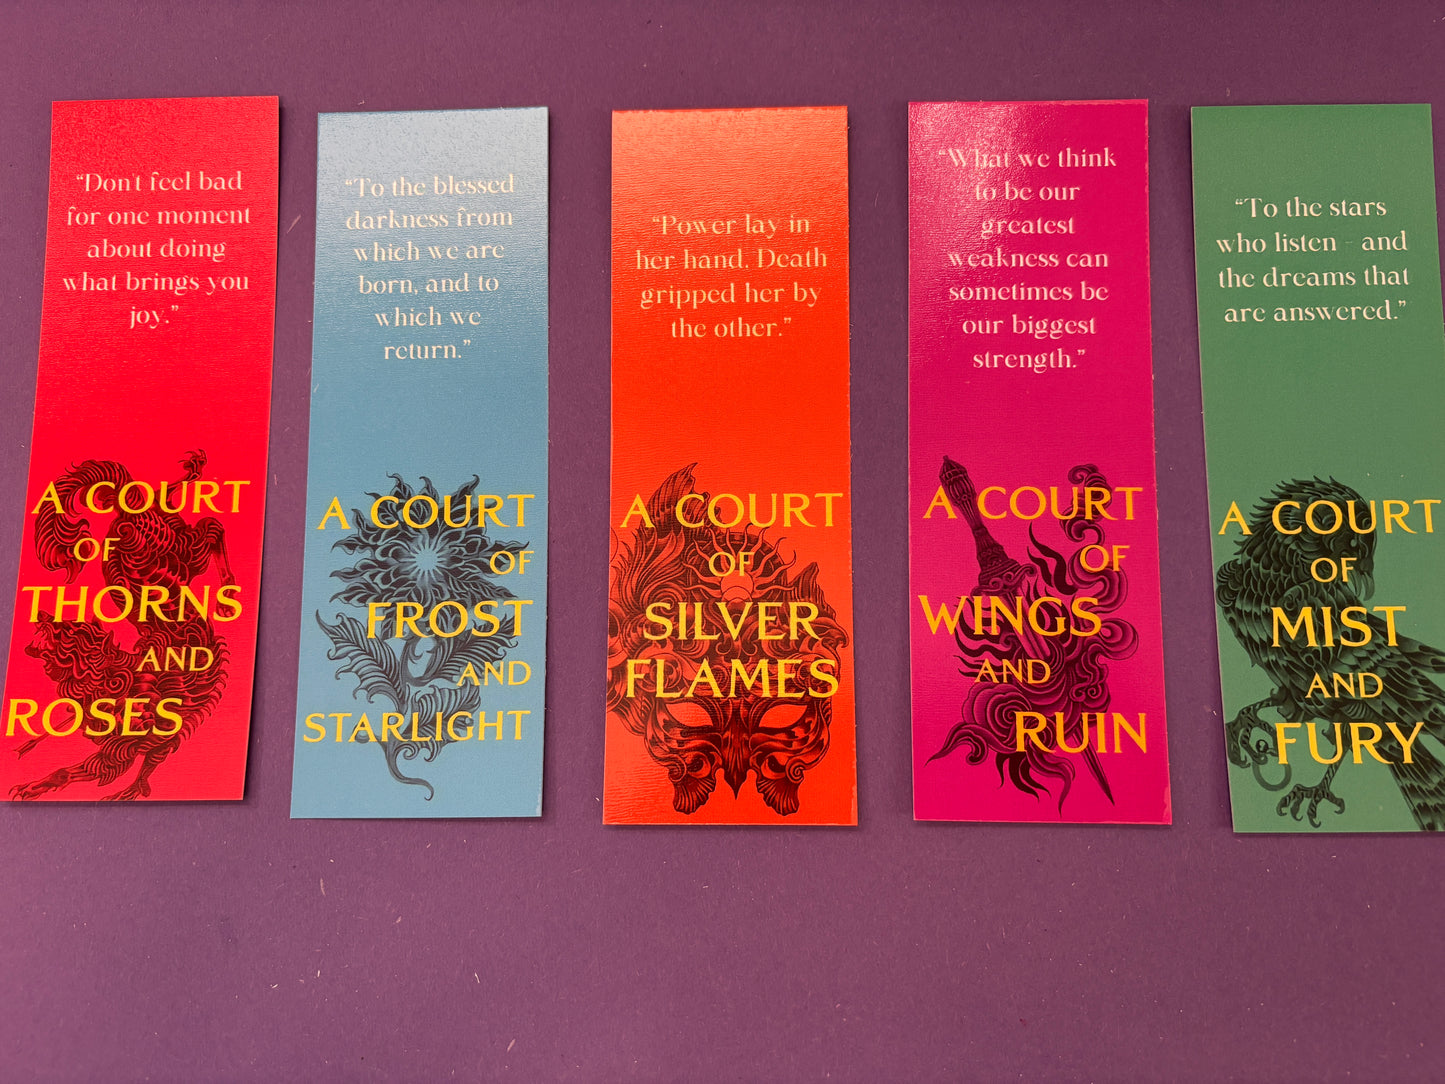 “Don't feel bad
for one moment
about doing
what brings you
joy.”
A COURT
OF
THORNS
AND
ROSES
“To the blessed
darkness from
which we are
born, and to
which we
return.”
A COURT
OF
FROST
AND
STARLIGHT
“Power lay in
her hand. Death
gripped her by
the other.”
A COURT
OF
SILVER
FLAMES
“What we think
to be our
greatest
weakness can
sometimes be
our biggest
strength.”
A COURT
OF
WINGS
AND
RUIN
“To the stars
who listen - and
the dreams that
are answered.”
A COURT
OF
MIST
AND
FURY